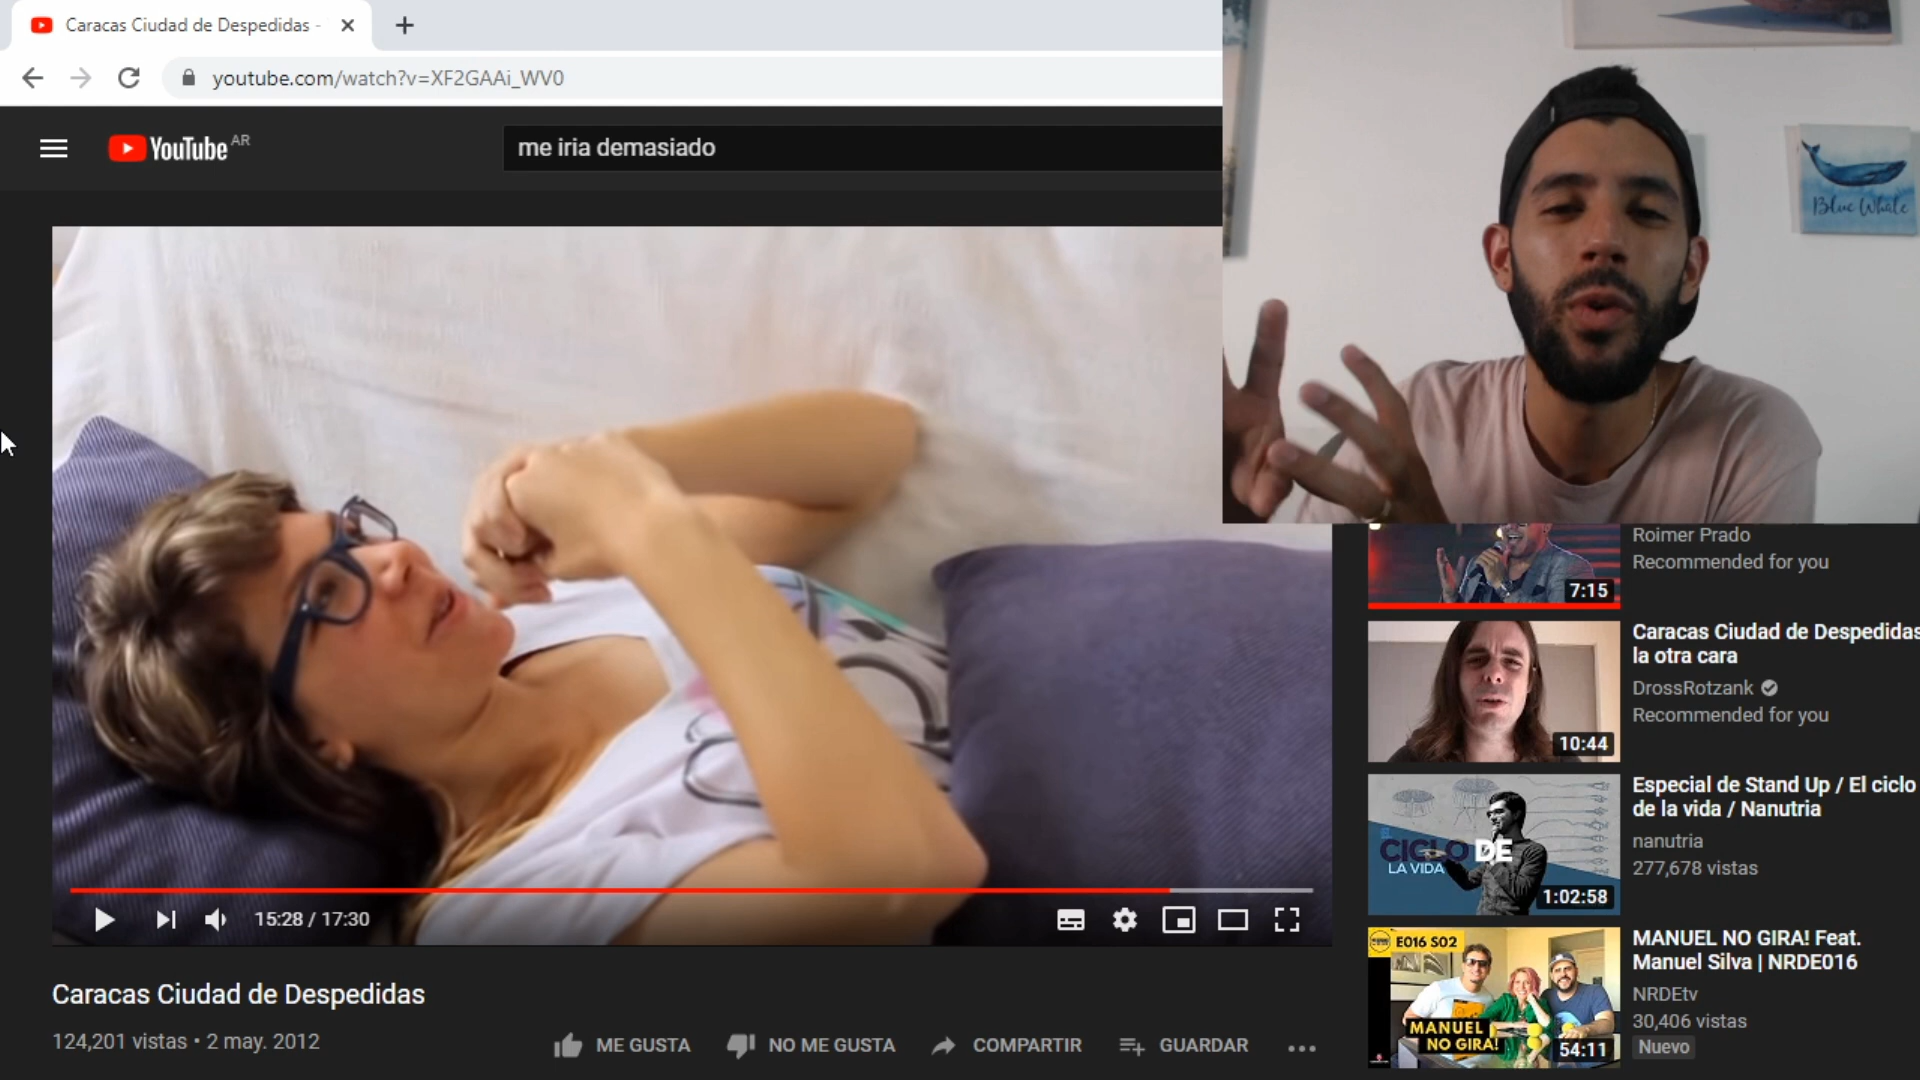 Caracas Ciudad de Despedidas -
youtube.com/watch?v=XF2GAAi_WV0
YouTube AR
me iria demasiado
Blue Whale
15:28 / 17:30
Caracas Ciudad de Despedidas
124,201 vistas • 2 may. 2012
ME GUSTA
NO ME GUSTA
COMPARTIR
GUARDAR
Roimer Prado
Recommended for you
7:15
Caracas Ciudad de Despedidas
la otra cara
DrossRotzank
Recommended for you
10:44
Especial de Stand Up / El ciclo
de la vida / Nanutria
nanutria
277,678 vistas
EL
CICLO DE
LA VIDA
1:02:58
MANUEL NO GIRA! Feat.
Manuel Silva | NRDE016
NRDEtv
30,406 vistas
Nuevo
E016 S02
MANUEL
NO GIRA!
54:11